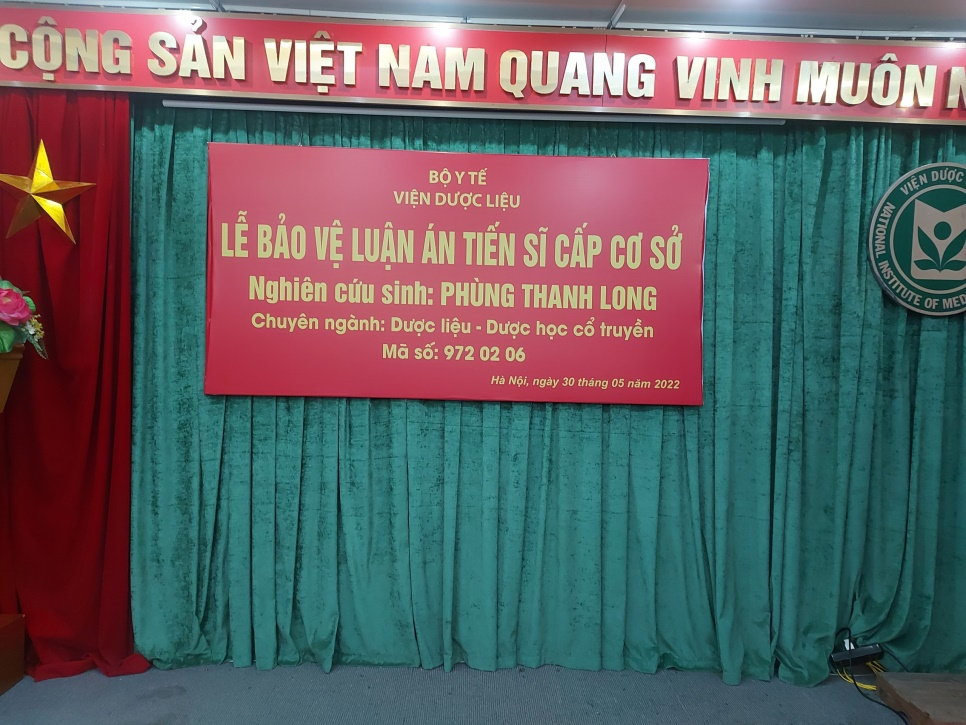 CỘNG SẢN VIỆT NAM QUANG VINH MUÔN
BỘ Y TẾ
VIỆN DƯỢC LIỆU
LỄ BẢO VỆ LUẬN ÁN TIẾN SĨ CẤP CƠ SỞ
Nghiên cứu sinh: PHÙNG THANH LONG
Chuyên ngành: Dược liệu - Dược học cổ truyền
Mã số: 972 02 06
Hà Nội, ngày 30 tháng 05 năm 2022
VIỆN DƯỢC
NATIONAL INSTITUTE OF MED